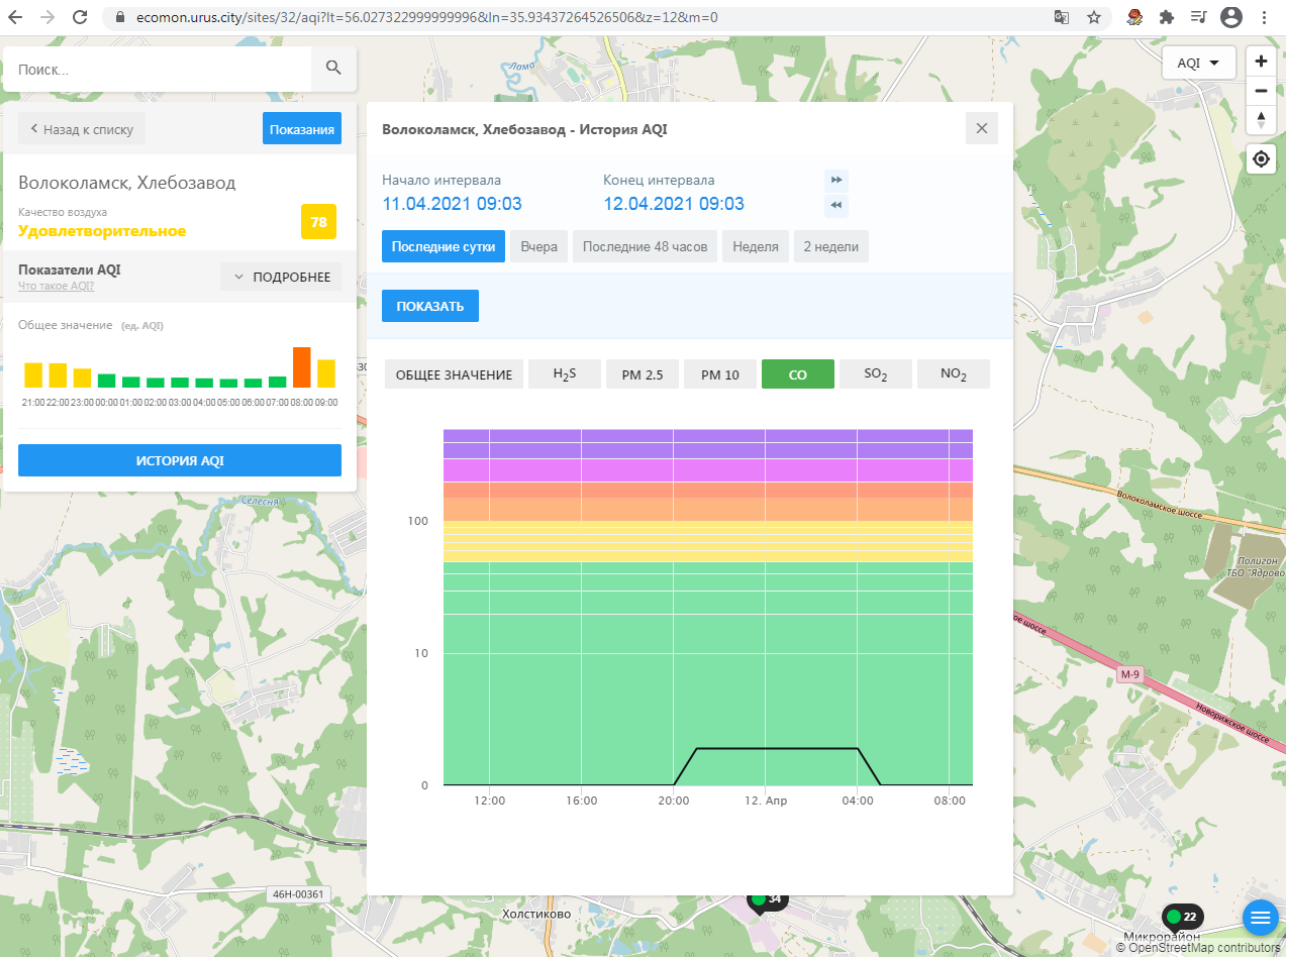 ecomon.urus.city/sites/32/aqi?lt=56.027322999999996&ln=35.93437264526506&z=12&m=0
Поиск...
AQI
Назад к списку
Показания
Волоколамск, Хлебозавод
Качество воздуха
Удовлетворительное
78
Показатели AQI
Что такое AQI?
ПОДРОБНЕЕ
Общее значение (ед. AQI)
21:00 22:00 23:00 00:00 01:00 02:00 03:00 04:00 05:00 06:00 07:00 08:00 09:00
ИСТОРИЯ AQI
Волоколамск, Хлебозавод - История AQI
Начало интервала
11.04.2021 09:03
Конец интервала
12.04.2021 09:03
Последние сутки
Вчера
Последние 48 часов
Неделя
2 недели
ПОКАЗАТЬ
ОБЩЕЕ ЗНАЧЕНИЕ
H2S
PM 2.5
PM 10
CO
SO2
NO2
100
10
0
12:00 16:00 20:00 12. Апр 04:00 08:00
Лама
Селесня
Волоколамское шоссе
Полигон
ТБО "Ядрово
ое шоссе
М-9
Новорижское шоссе
46Н-00361
Холстиково
34
22
Микрорайон
© OpenStreetMap contributors